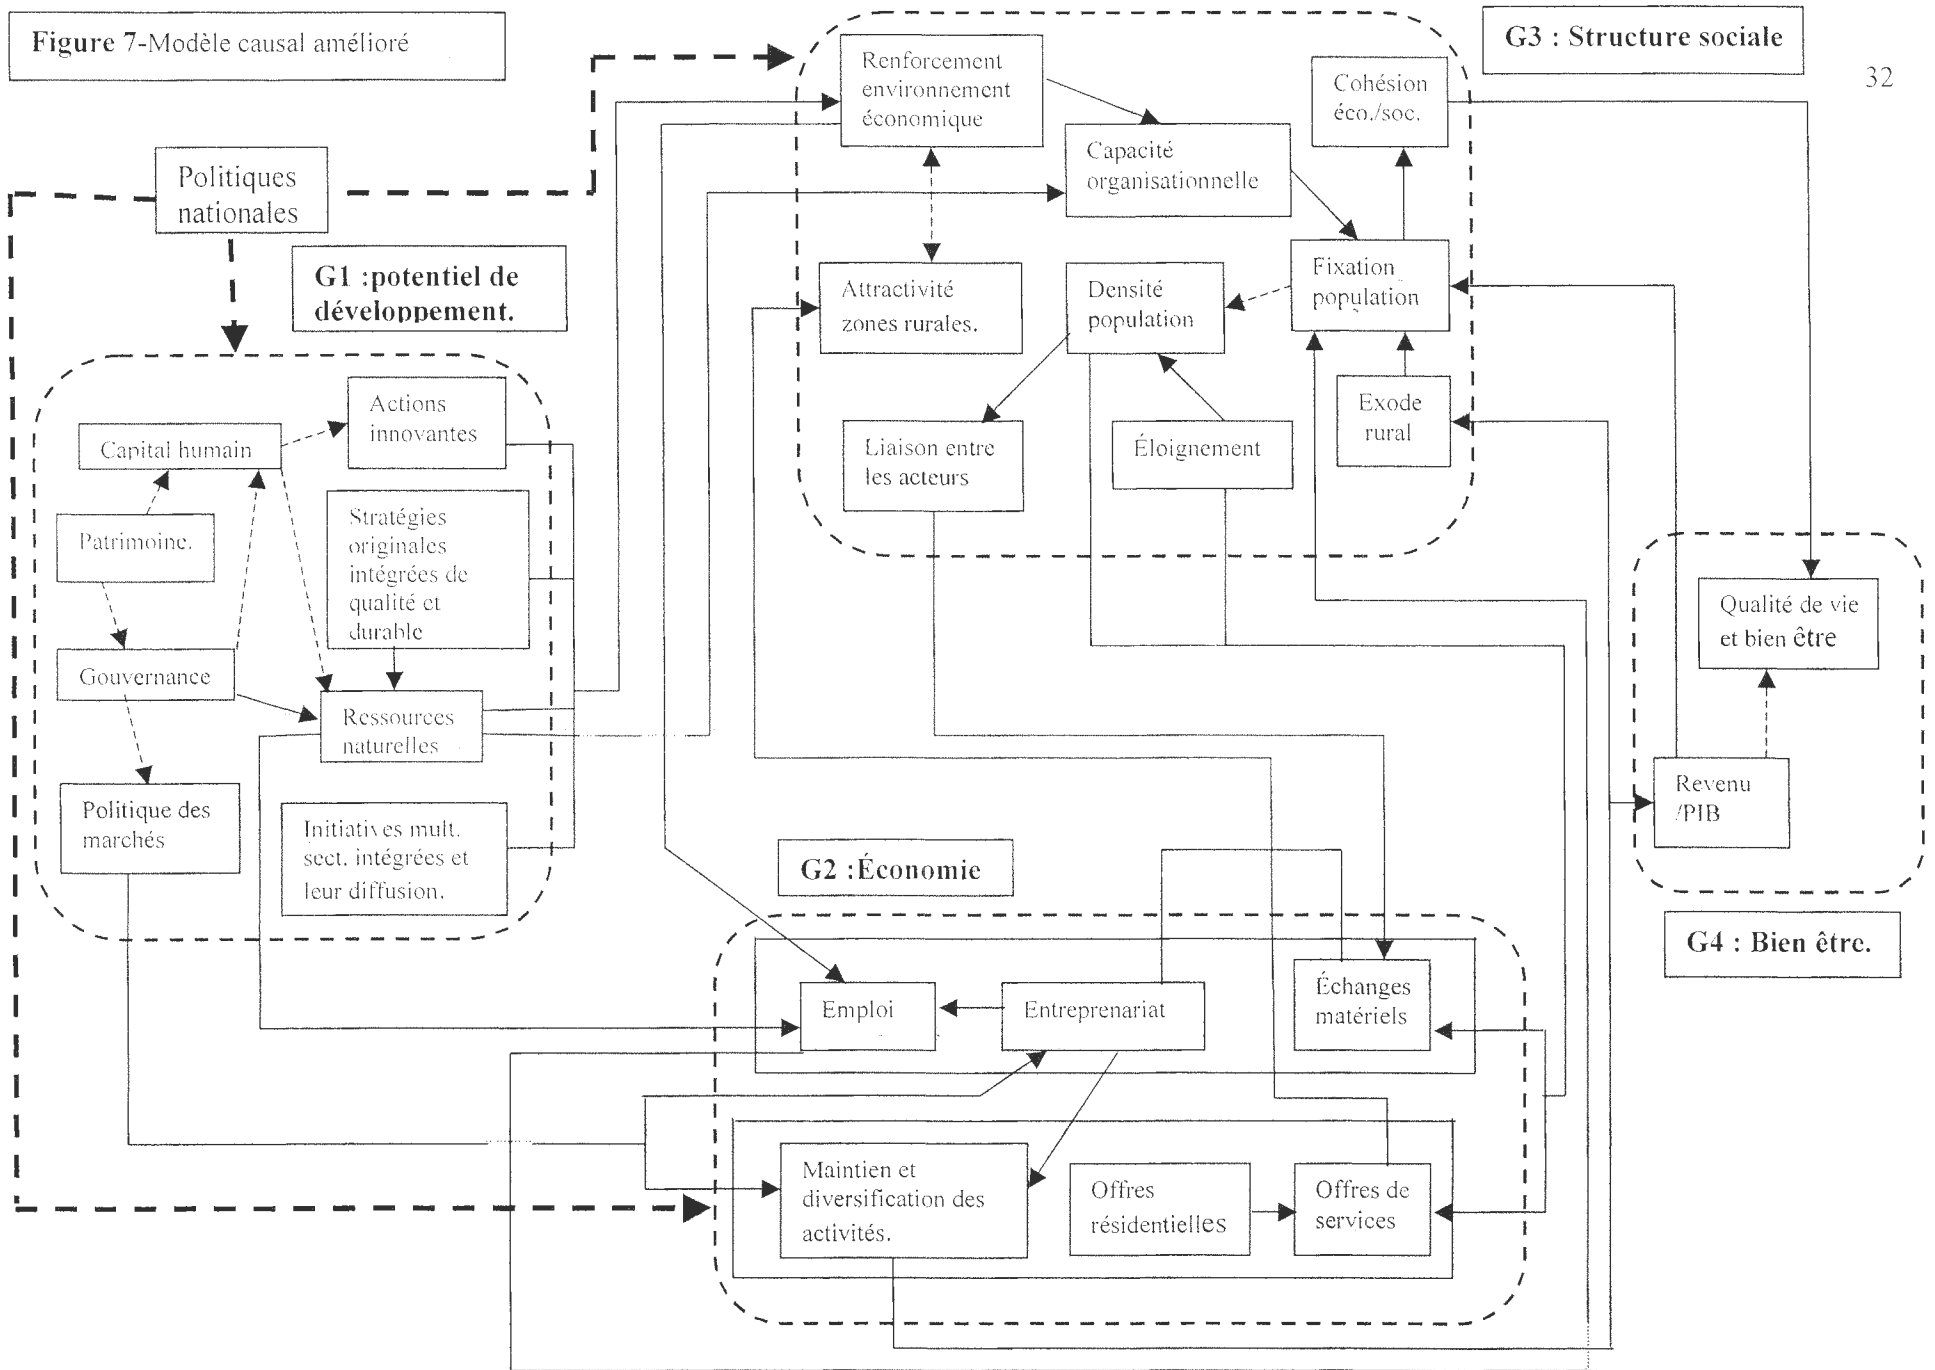 Figure 7-Modèle causal amélioré
G3 : Structure sociale
32
Renforcement
environnement
économique
Cohésion
éco./soc.
Capacité
organisationnelle
Politiques
nationales
G1 :potentiel de
développement.
Attractivité
zones rurales.
Densité
population
Fixation
population
Exode
rural
Liaison entre
les acteurs
Éloignement
Actions
innovantes
Capital humain
Stratégies
originales
intégrées de
qualité et
durable
Patrimoine.
Gouvernance
Ressources
naturelles
Politique des
marchés
Initiatives mult.
sect. intégrées et
leur diffusion.
Qualité de vie
et bien être
Revenu
/PIB
G4 : Bien être.
G2 :Économie
Emploi
Entreprenariat
Échanges
matériels
Maintien et
diversification des
activités.
Offres
résidentielles
Offres de
services